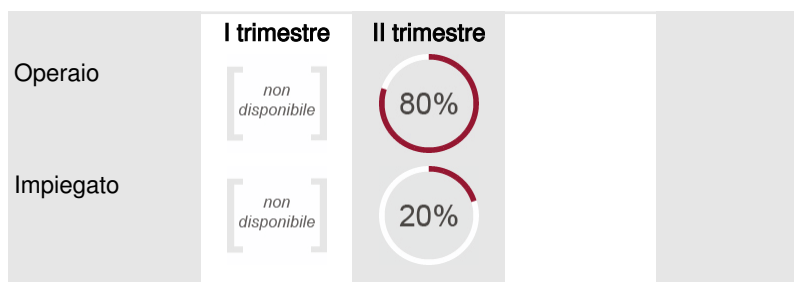 I trimestre II trimestre
Operaio
non
disponibile
80%
Impiegato
non
disponibile
20%